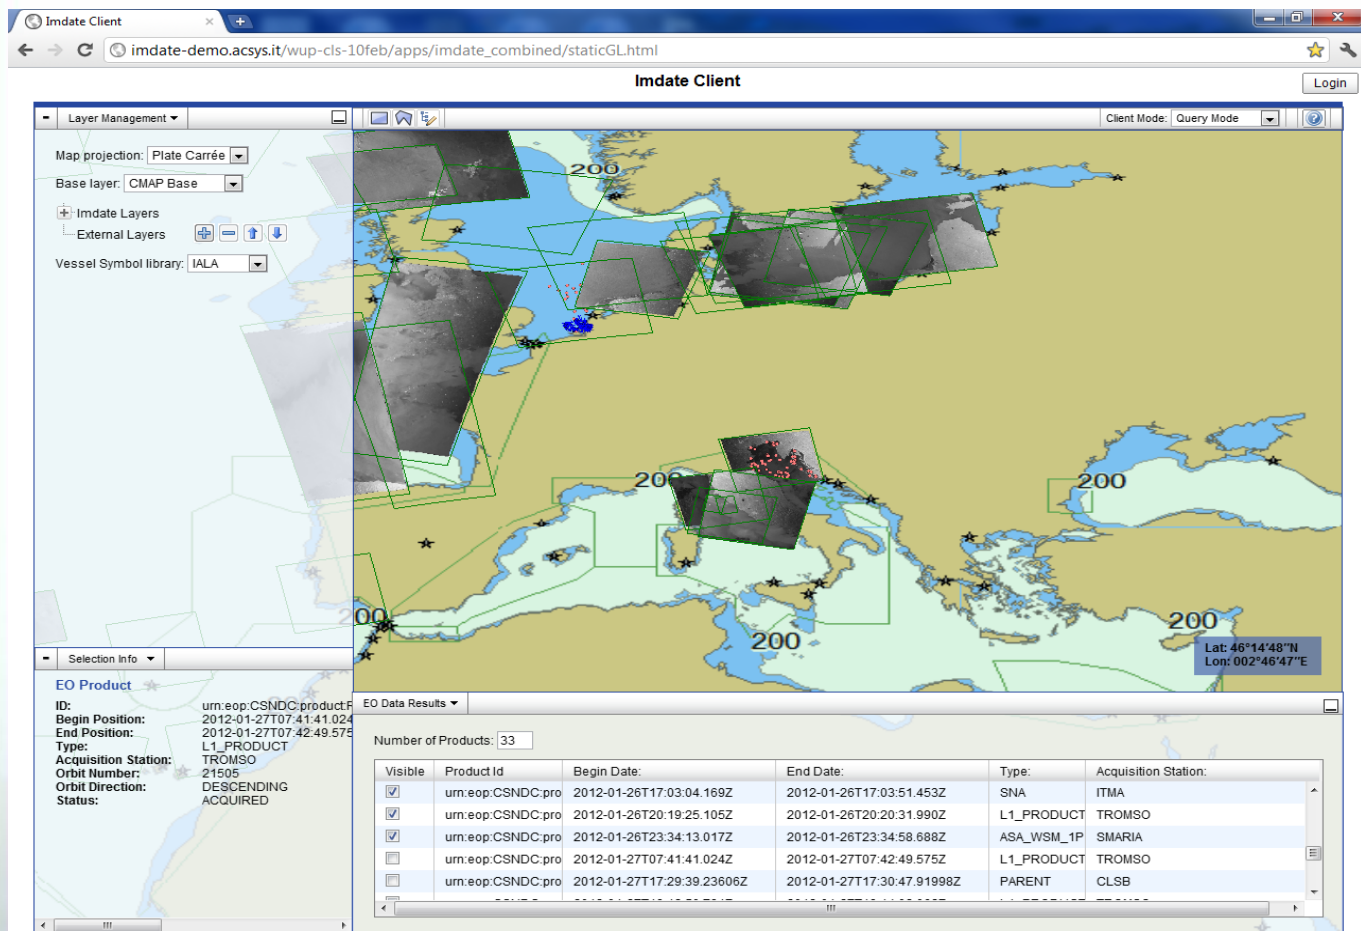 Imdate Client
imdate-demo.acsys.it/wup-cls-10feb/apps/imdate_combined/staticGL.html
Imdate Client
Login
Layer Management
Client Mode: Query Mode
Map projection: Plate Carrée
Base layer: CMAP Base
Imdate Layers
External Layers
Vessel Symbol library: IALA
200
200
200
200
200
Lat: 46°14'48"N
Lon: 002°46'47"E
Selection Info
EO Product
ID: urn:eop:CSNDC:product:F
Begin Position: 2012-01-27T07:41:41.024
End Position: 2012-01-27T07:42:49.575
Type: L1_PRODUCT
Acquisition Station: TROMSO
Orbit Number: 21505
Orbit Direction: DESCENDING
Status: ACQUIRED
EO Data Results
Number of Products: 33
Visible Product Id Begin Date: End Date: Type: Acquisition Station:
urn:eop:CSNDC:pro 2012-01-26T17:03:04.169Z 2012-01-26T17:03:51.453Z SNA ITMA
urn:eop:CSNDC:pro 2012-01-26T20:19:25.105Z 2012-01-26T20:20:31.990Z L1_PRODUCT TROMSO
urn:eop:CSNDC:pro 2012-01-26T23:34:13.017Z 2012-01-26T23:34:58.688Z ASA_WSM_1P SMARIA
urn:eop:CSNDC:pro 2012-01-27T07:41:41.024Z 2012-01-27T07:42:49.575Z L1_PRODUCT TROMSO
urn:eop:CSNDC:pro 2012-01-27T17:29:39.23606Z 2012-01-27T17:30:47.91998Z PARENT CLSB